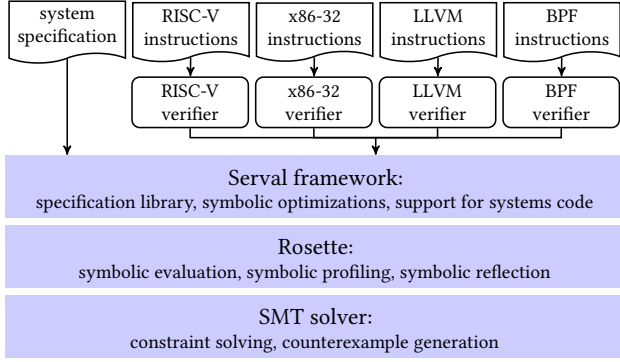 system
specification
RISC-V
instructions
x86-32
instructions
LLVM
instructions
BPF
instructions
RISC-V
verifier
x86-32
verifier
LLVM
verifier
BPF
verifier
Serval framework:
specification library, symbolic optimizations, support for systems code
Rosette:
symbolic evaluation, symbolic profiling, symbolic reflection
SMT solver:
constraint solving, counterexample generation